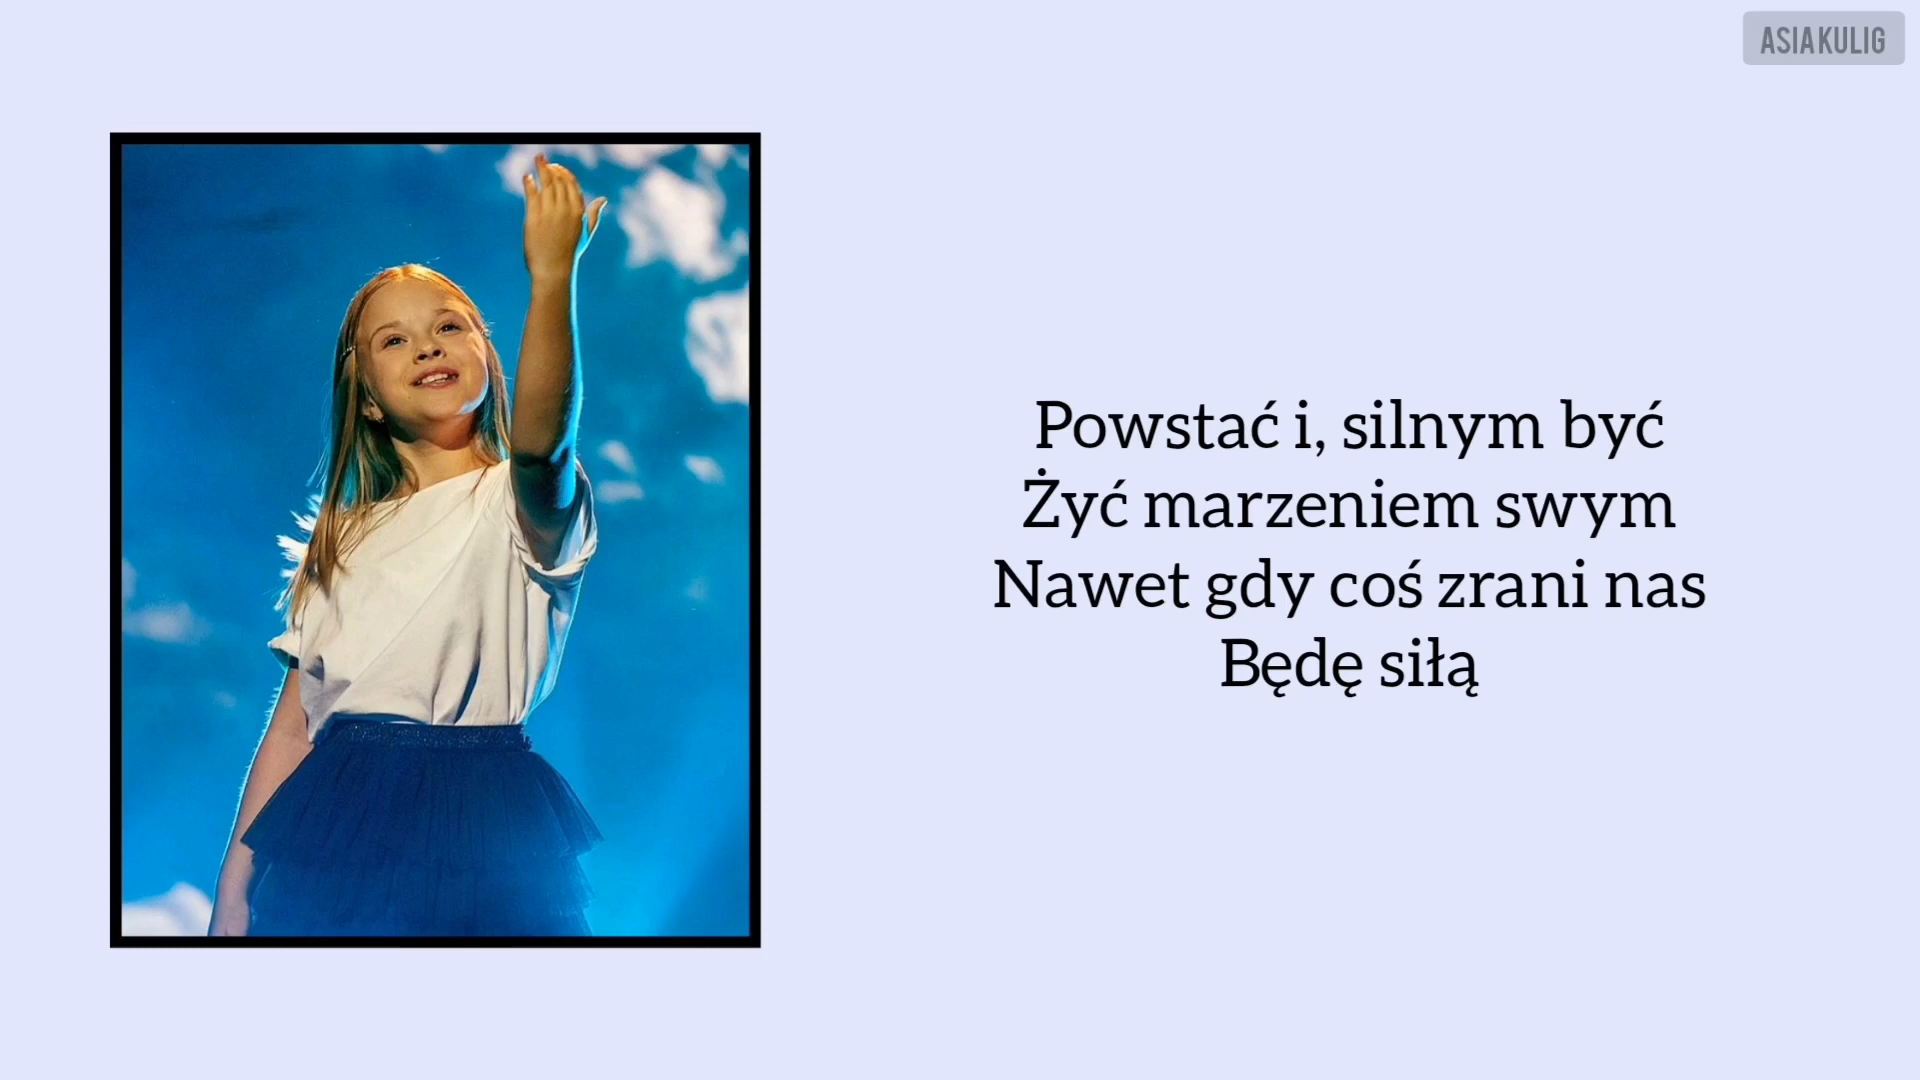 ASIAKULIG
Powstać i, silnym być
Żyć marzeniem swym
Nawet gdy coś zrani nas
Będę siłą